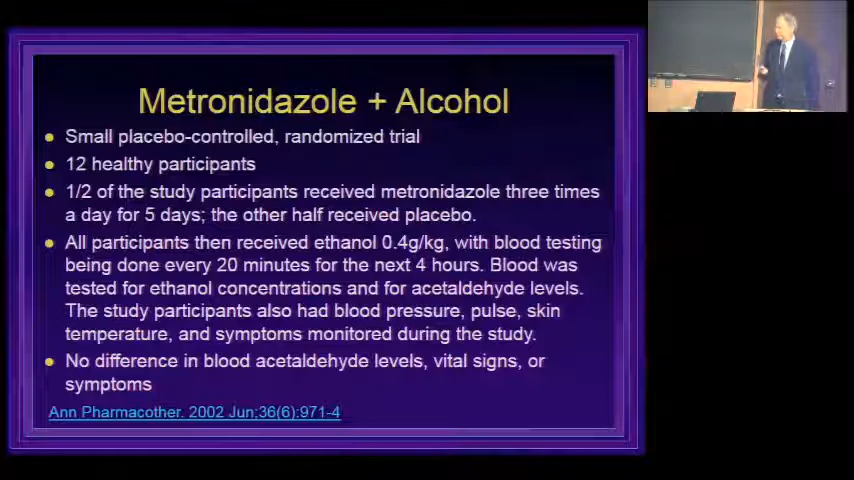 Metronidazole + Alcohol
Small placebo-controlled, randomized trial
12 healthy participants
1/2 of the study participants received metronidazole three times
a day for 5 days; the other half received placebo.
All participants then received ethanol 0.4g/kg, with blood testing
being done every 20 minutes for the next 4 hours. Blood was
tested for ethanol concentrations and for acetaldehyde levels.
The study participants also had blood pressure, pulse, skin
temperature, and symptoms monitored during the study.
No difference in blood acetaldehyde levels, vital signs, or
symptoms
Ann Pharmacother. 2002 Jun;36(6):971-4